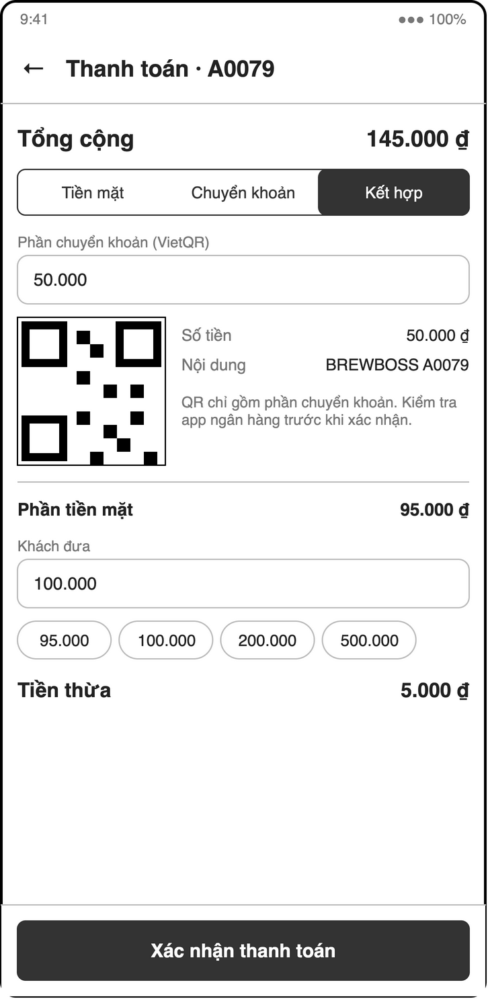 9:41 ●●● 100%
← Thanh toán · A0079
Tổng cộng 145.000 ₫
Tiền mặt Chuyển khoản Kết hợp
Phần chuyển khoản (VietQR)
50.000
Số tiền 50.000 ₫
Nội dung BREWBOSS A0079
QR chỉ gồm phần chuyển khoản. Kiểm tra
app ngân hàng trước khi xác nhận.
Phần tiền mặt 95.000 ₫
Khách đưa
100.000
95.000 100.000 200.000 500.000
Tiền thừa 5.000 ₫
Xác nhận thanh toán